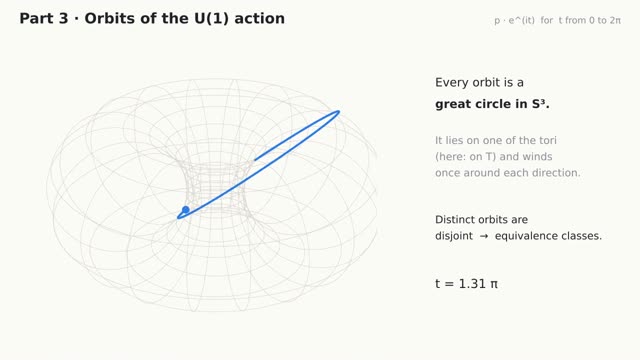 Part 3 · Orbits of the U(1) action
p · e^(it)  for  t from 0 to 2π
Every orbit is a
great circle in S³.
It lies on one of the tori
(here: on T) and winds
once around each direction.
Distinct orbits are
disjoint  →  equivalence classes.
t = 1.31 π